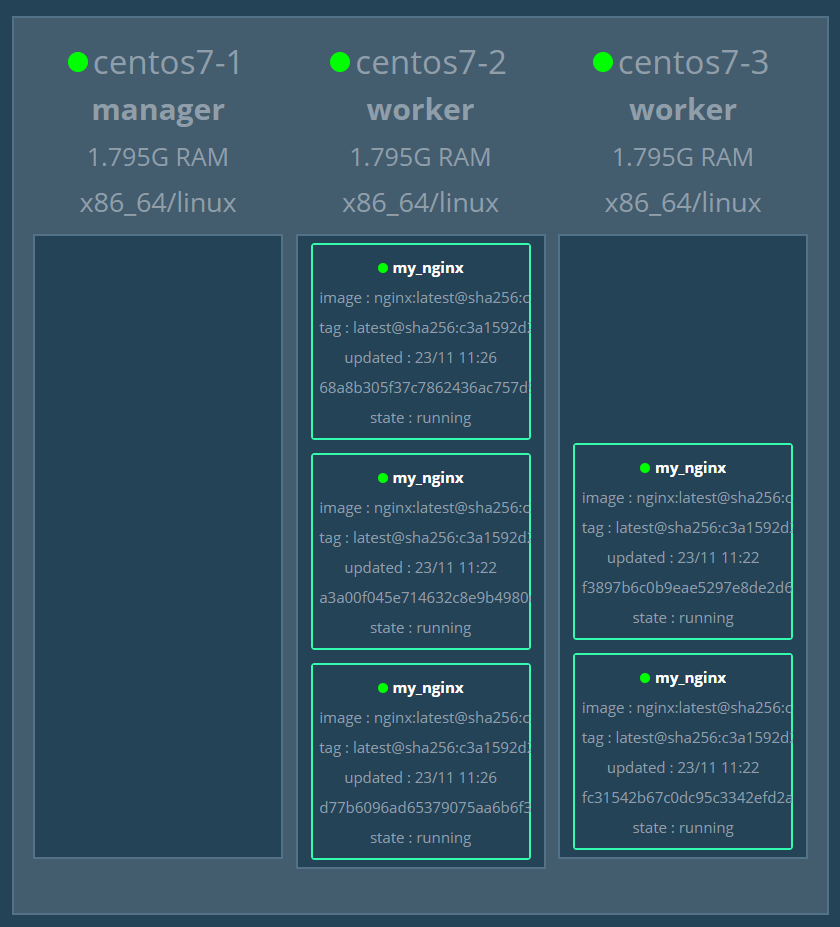 centos7-1
manager
1.795G RAM
x86_64/linux
centos7-2
worker
1.795G RAM
x86_64/linux
my_nginx
image : nginx:latest@sha256:c
tag : latest@sha256:c3a1592d
updated : 23/11 11:26
68a8b305f37c7862436ac757d
state : running
my_nginx
image : nginx:latest@sha256:c
tag : latest@sha256:c3a1592d
updated : 23/11 11:22
a3a00f045e714632c8e9b4980
state : running
my_nginx
image : nginx:latest@sha256:c
tag : latest@sha256:c3a1592d
updated : 23/11 11:26
d77b6096ad65379075aa6b6f3
state : running
centos7-3
worker
1.795G RAM
x86_64/linux
my_nginx
image : nginx:latest@sha256:c
tag : latest@sha256:c3a1592d
updated : 23/11 11:22
f3897b6c0b9eae5297e8de2d6
state : running
my_nginx
image : nginx:latest@sha256:c
tag : latest@sha256:c3a1592d
updated : 23/11 11:22
fc31542b67c0dc95c3342efd2a
state : running